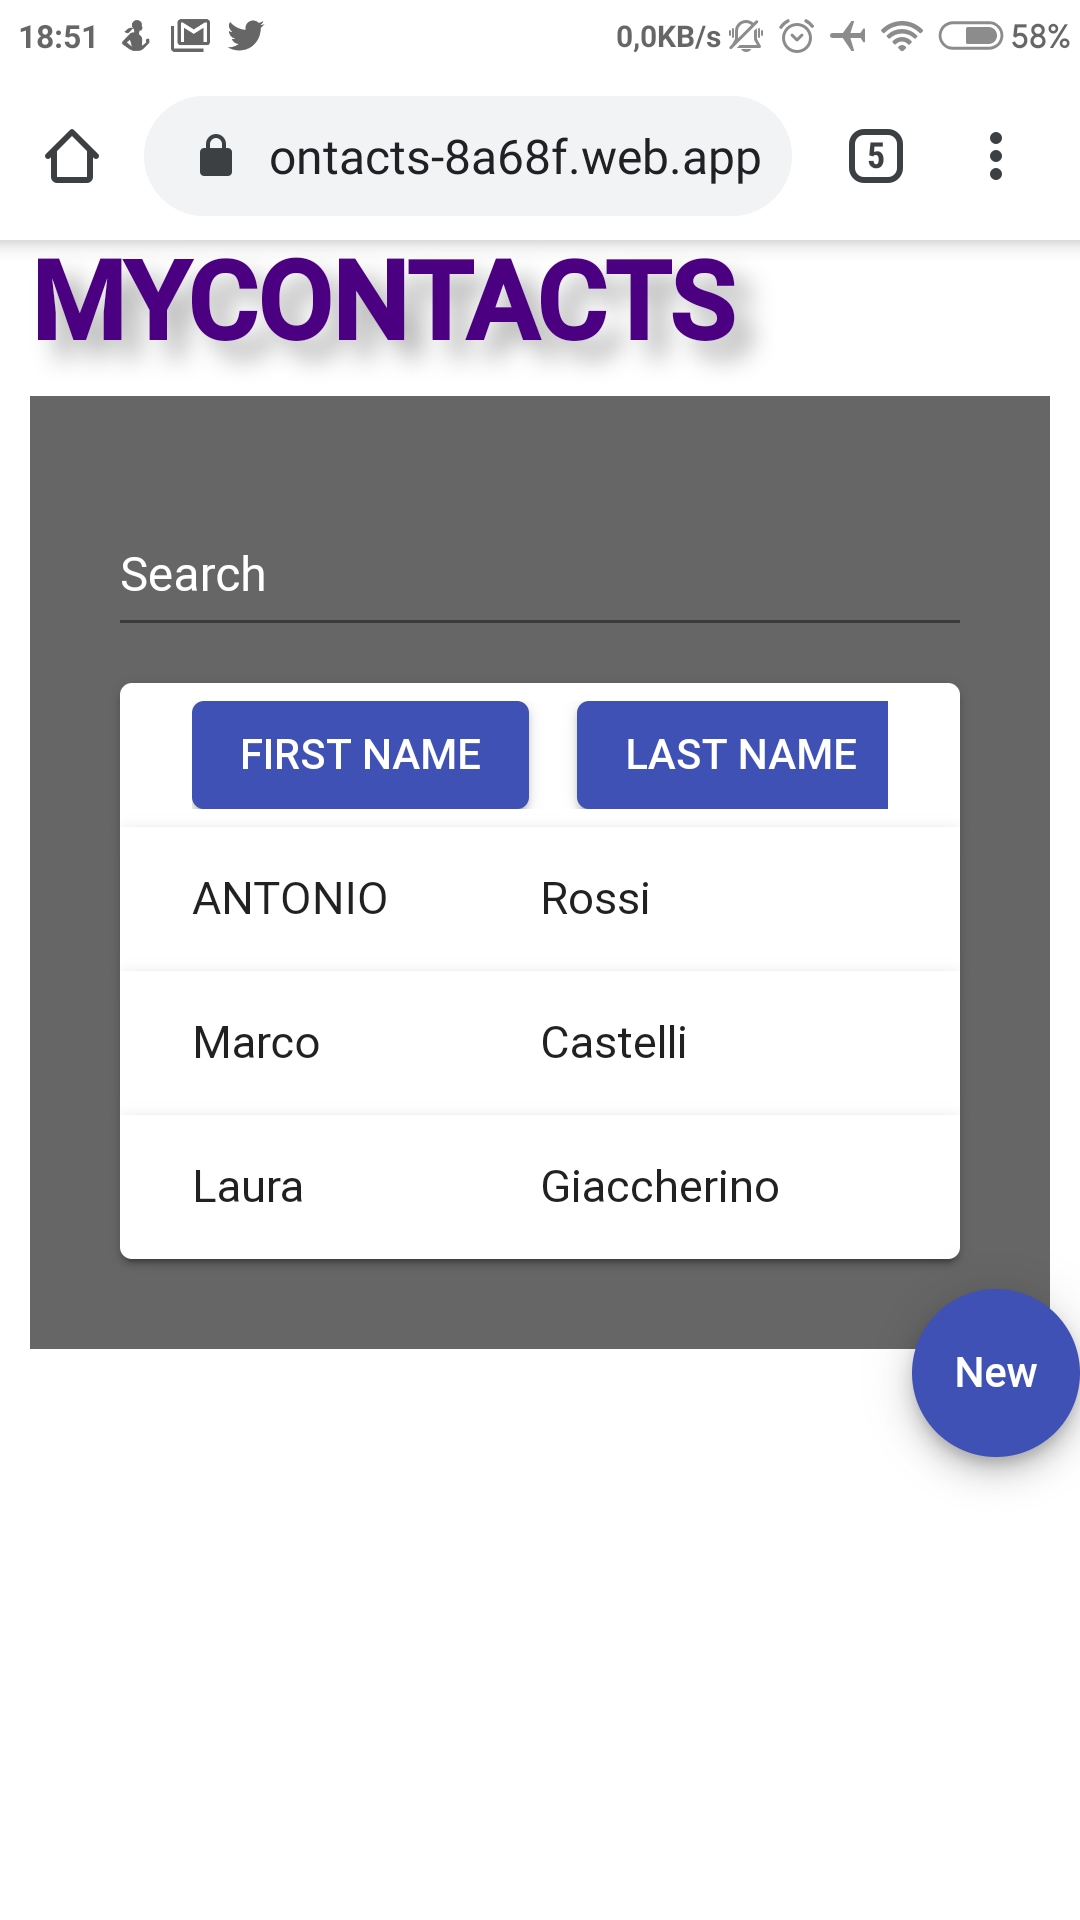 18:51 0,0KB/s 58%
ontacts-8a68f.web.app 5
MYCONTACTS
Search
FIRST NAME LAST NAME
ANTONIO Rossi
Marco Castelli
Laura Giaccherino
New